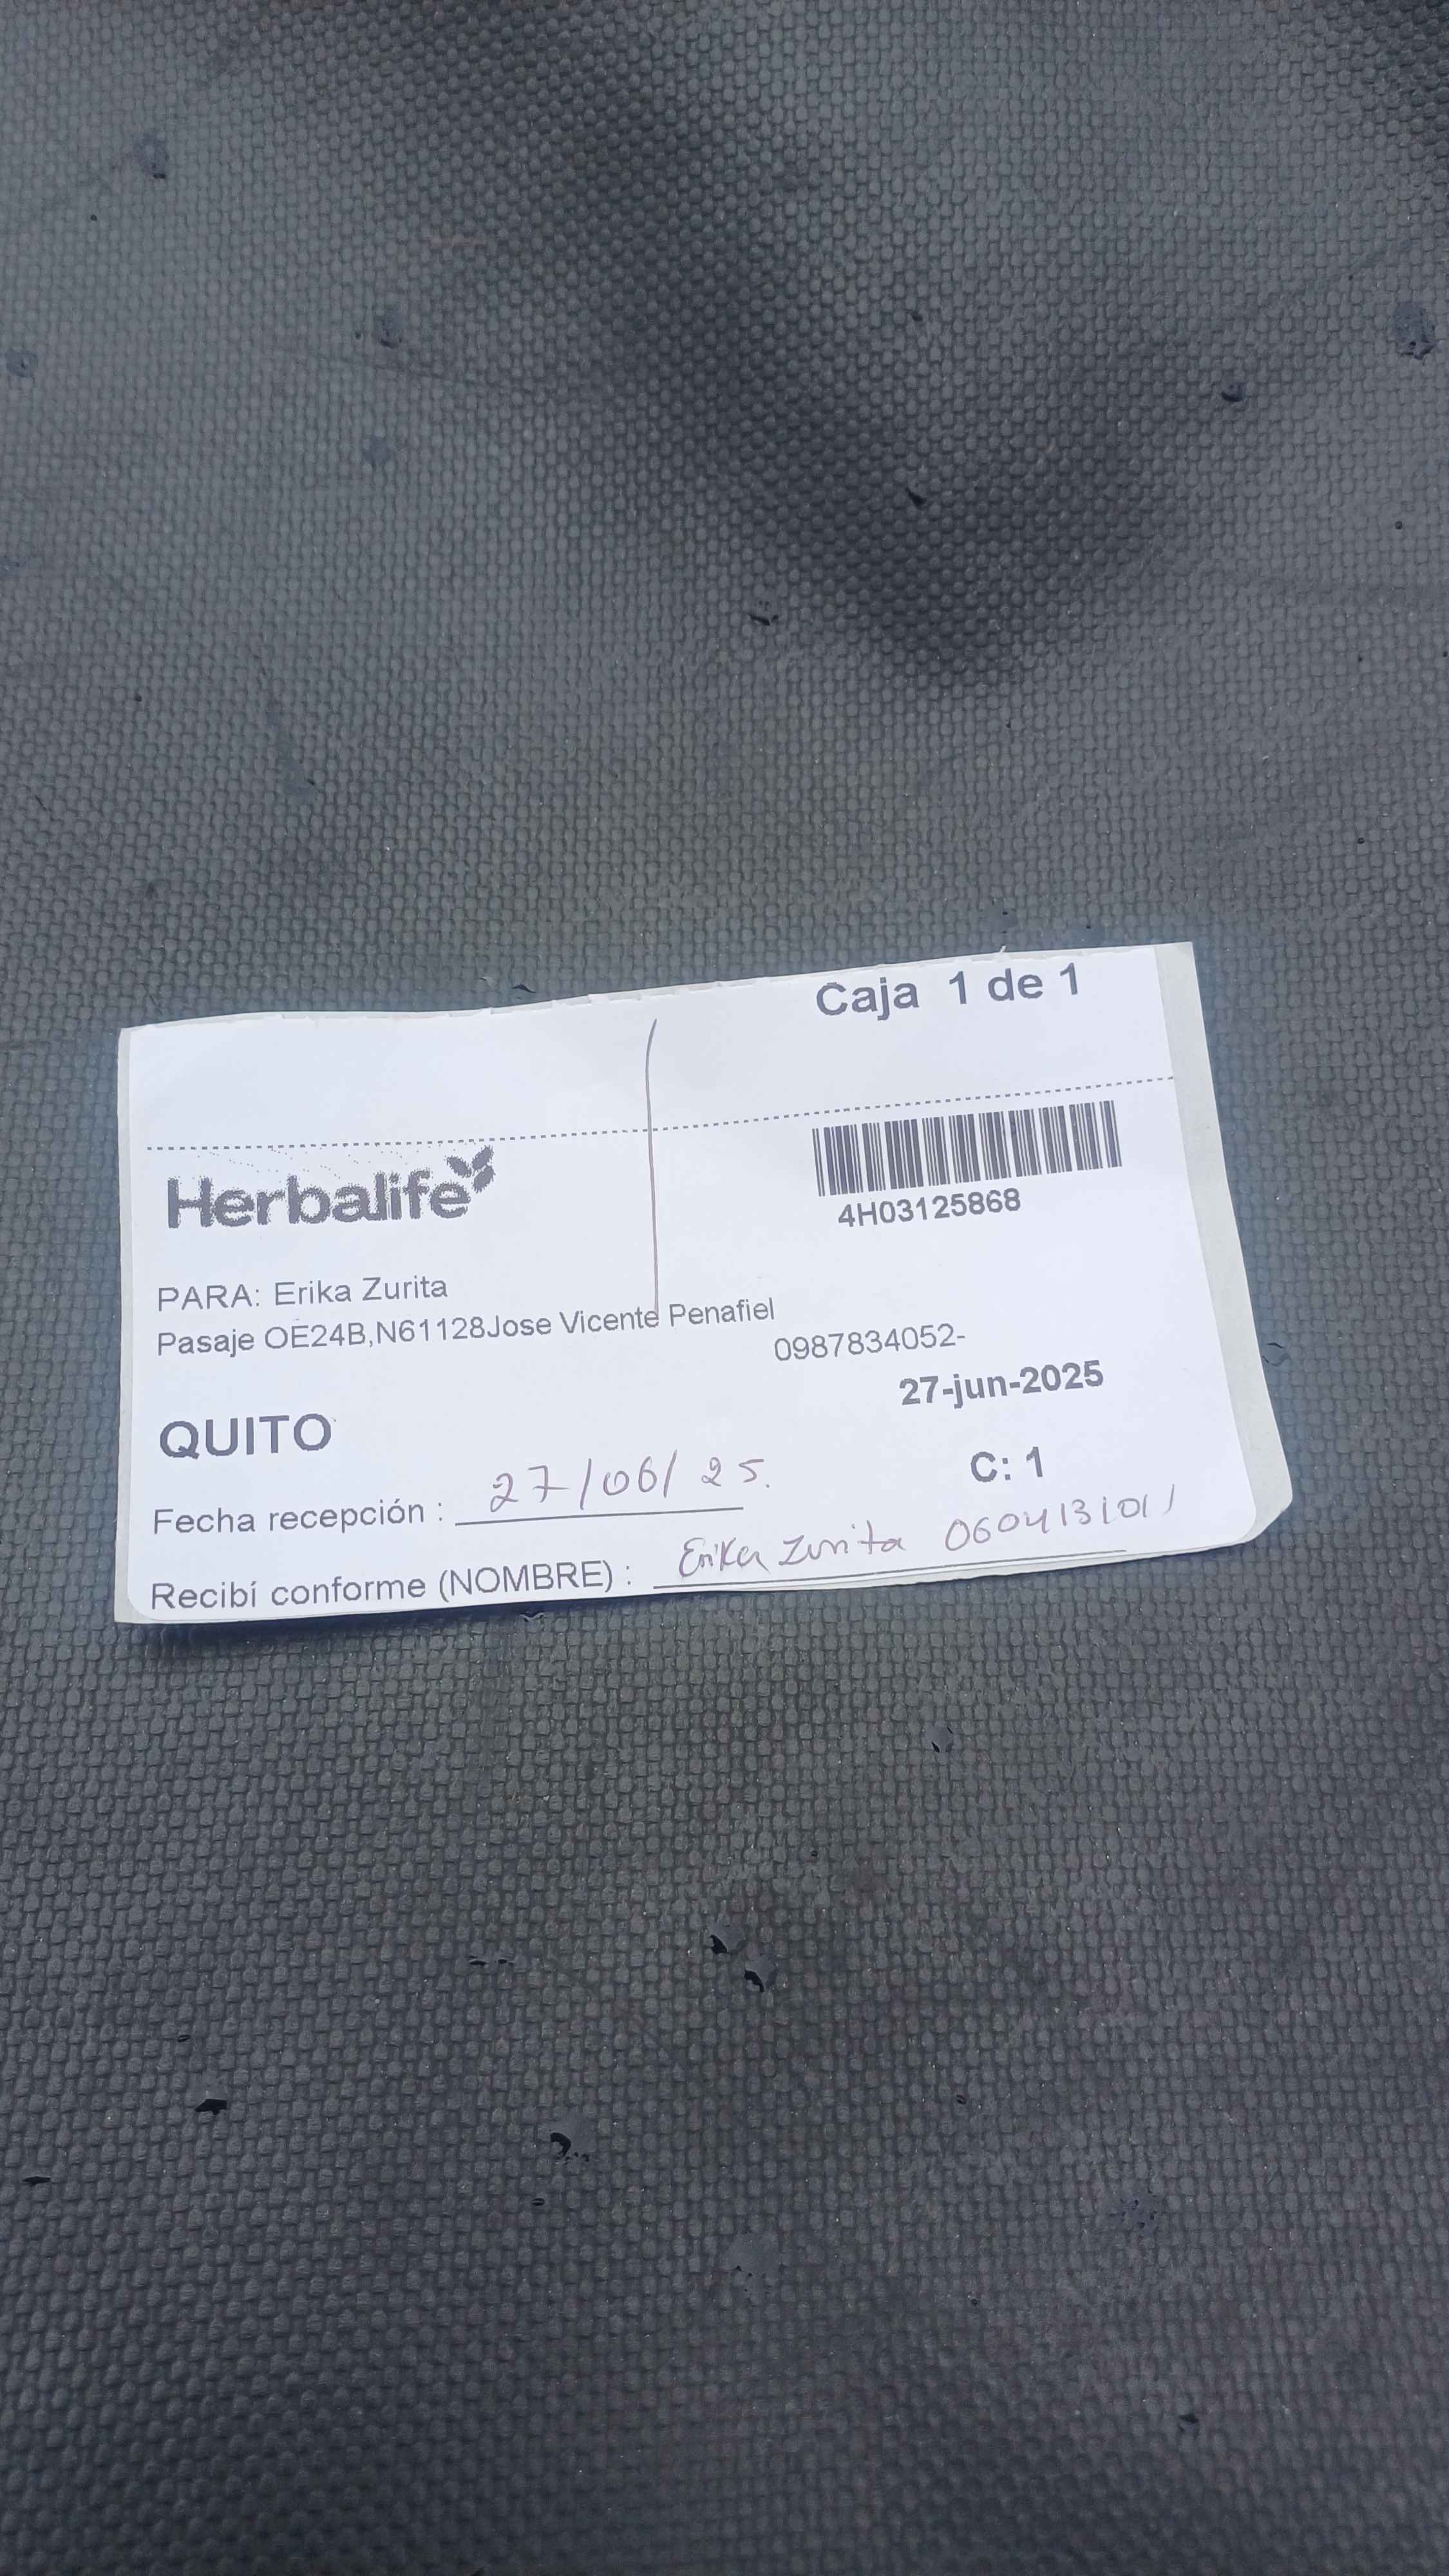 Caja 1 de 1
Herbalife
4H03125868
PARA: Erika Zurita
Pasaje OE24B,N61128Jose Vicente Penafiel
0987834052-
27-jun-2025
QUITO
C: 1
Fecha recepción : 27/06/25.
Recibí conforme (NOMBRE) : Erika Zurita 0604131011